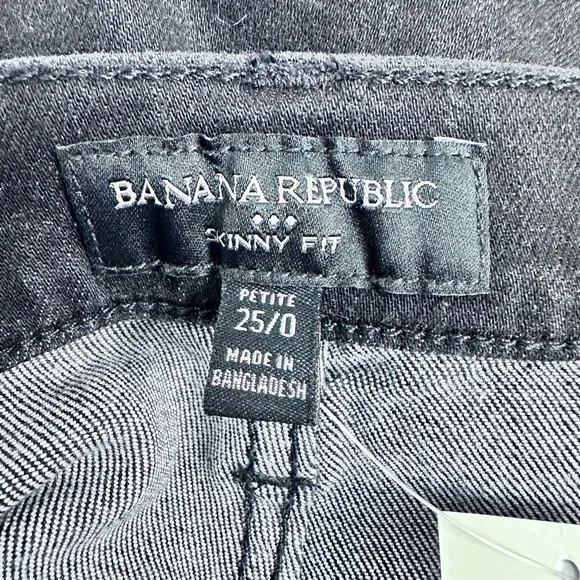 BANANA REPUBLIC
SKINNY FIT
PETITE
25/0
MADE IN
BANGLADESH